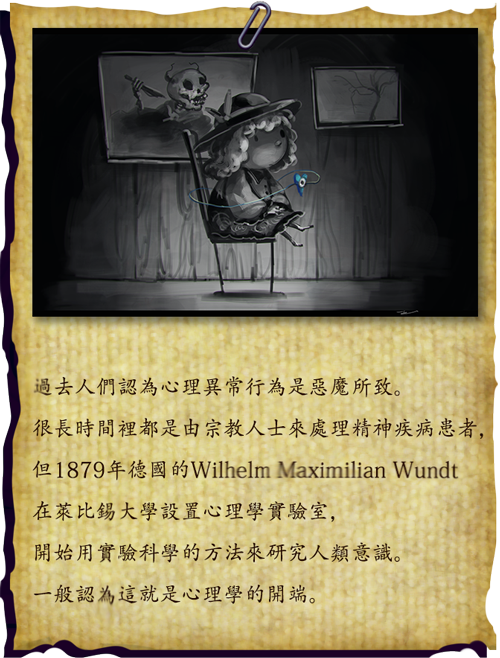 過去人們認為心理異常行為是惡魔所致。
很長時間裡都是由宗教人士來處理精神疾病患者,
但1879年德國的Wilhelm Maximilian Wundt
在萊比錫大學設置心理學實驗室,
開始用實驗科學的方法來研究人類意識。
一般認為這就是心理學的開端。